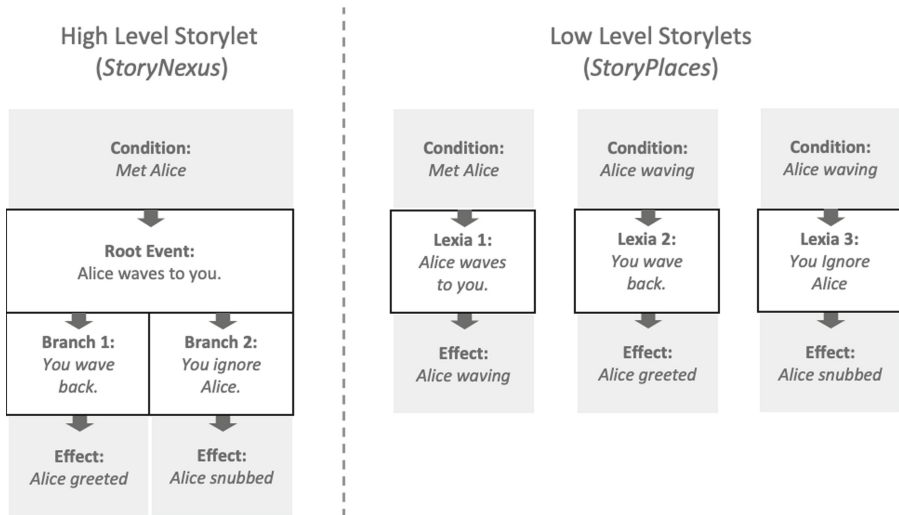 High Level Storylet
(StoryNexus)
Condition:
Met Alice
Root Event:
Alice waves to you.
Branch 1:
You wave
back.
Branch 2:
You ignore
Alice.
Effect:
Alice greeted
Effect:
Alice snubbed
Low Level Storylets
(StoryPlaces)
Condition:
Met Alice
Lexia 1:
Alice waves
to you.
Effect:
Alice waving
Condition:
Alice waving
Lexia 2:
You wave
back.
Effect:
Alice greeted
Condition:
Alice waving
Lexia 3:
You Ignore
Alice
Effect:
Alice snubbed